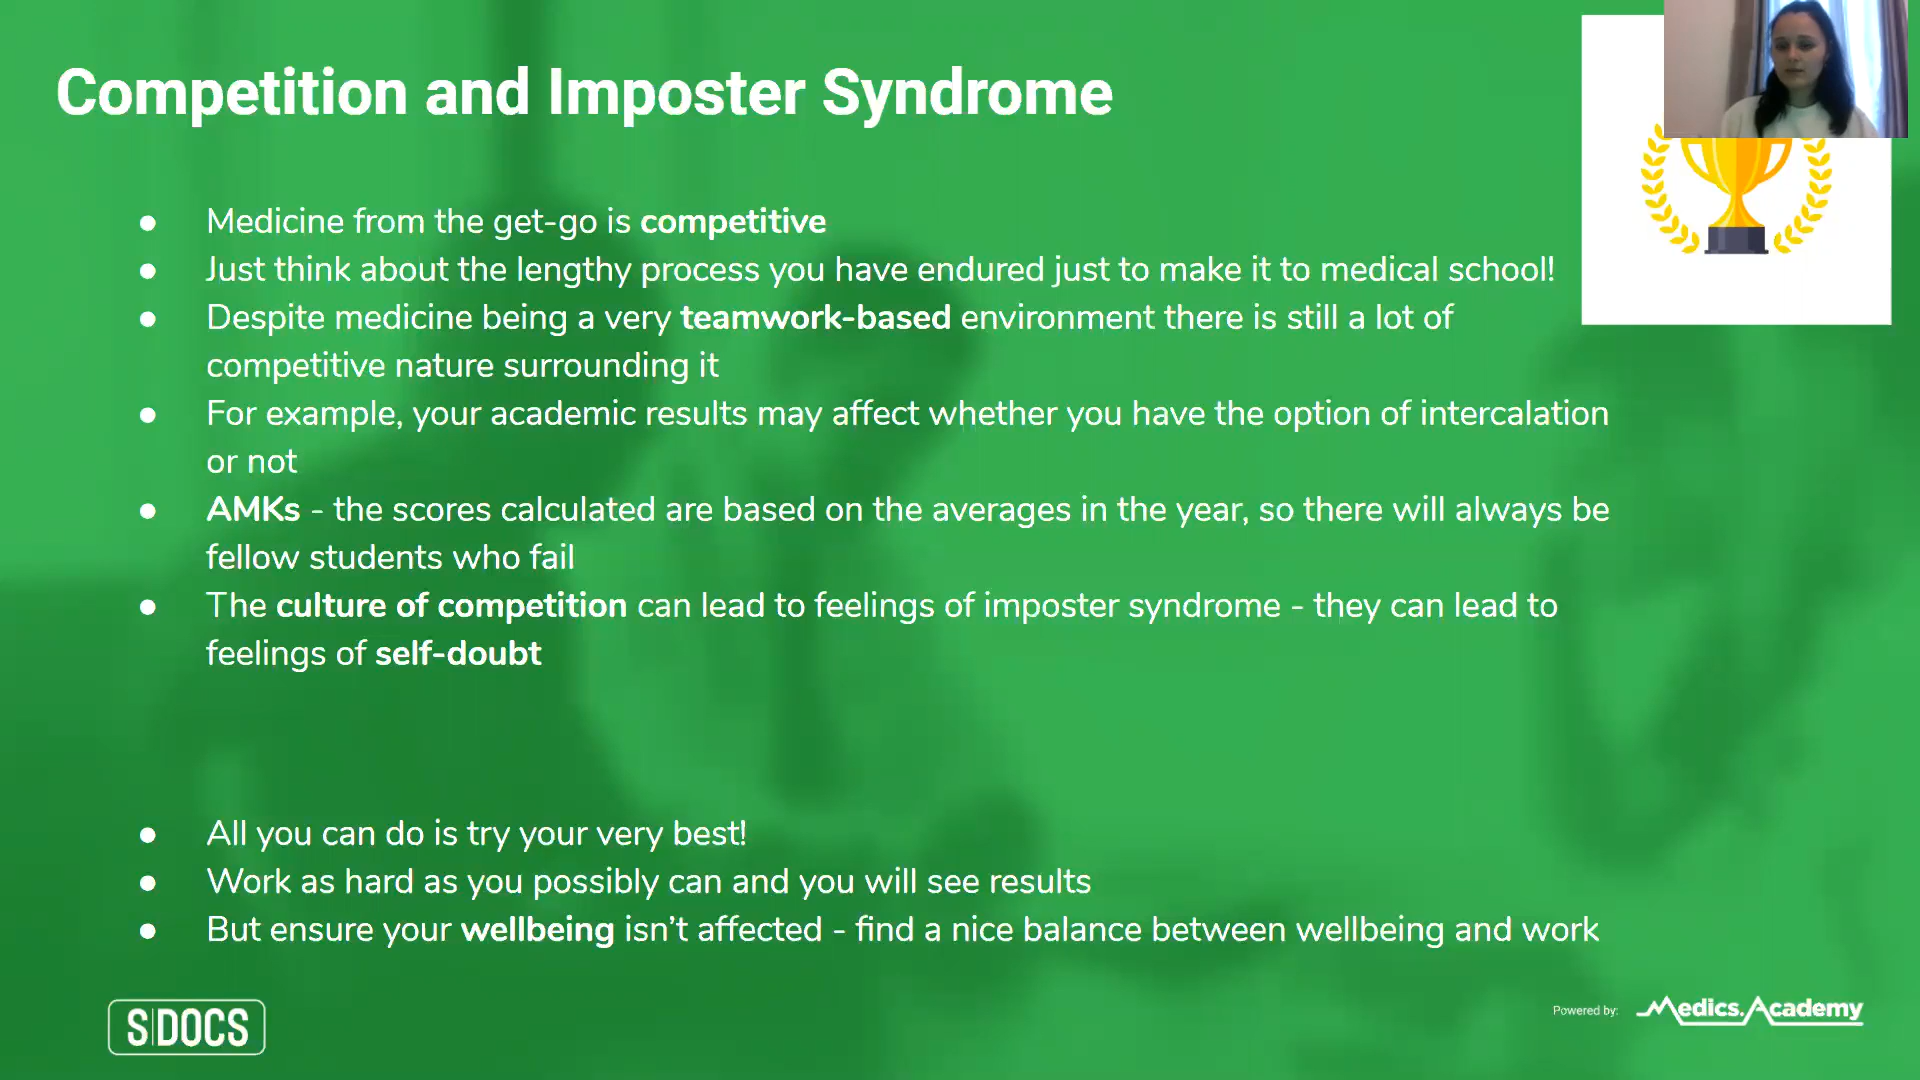 Competition and Imposter Syndrome
● Medicine from the get-go is competitive
● Just think about the lengthy process you have endured just to make it to medical school!
● Despite medicine being a very teamwork-based environment there is still a lot of
competitive nature surrounding it
● For example, your academic results may affect whether you have the option of intercalation
or not
● AMKs - the scores calculated are based on the averages in the year, so there will always be
fellow students who fail
● The culture of competition can lead to feelings of imposter syndrome - they can lead to
feelings of self-doubt
● All you can do is try your very best!
● Work as hard as you possibly can and you will see results
● But ensure your wellbeing isn’t affected - find a nice balance between wellbeing and work
S|DOCS
Powered by: Medics.Academy